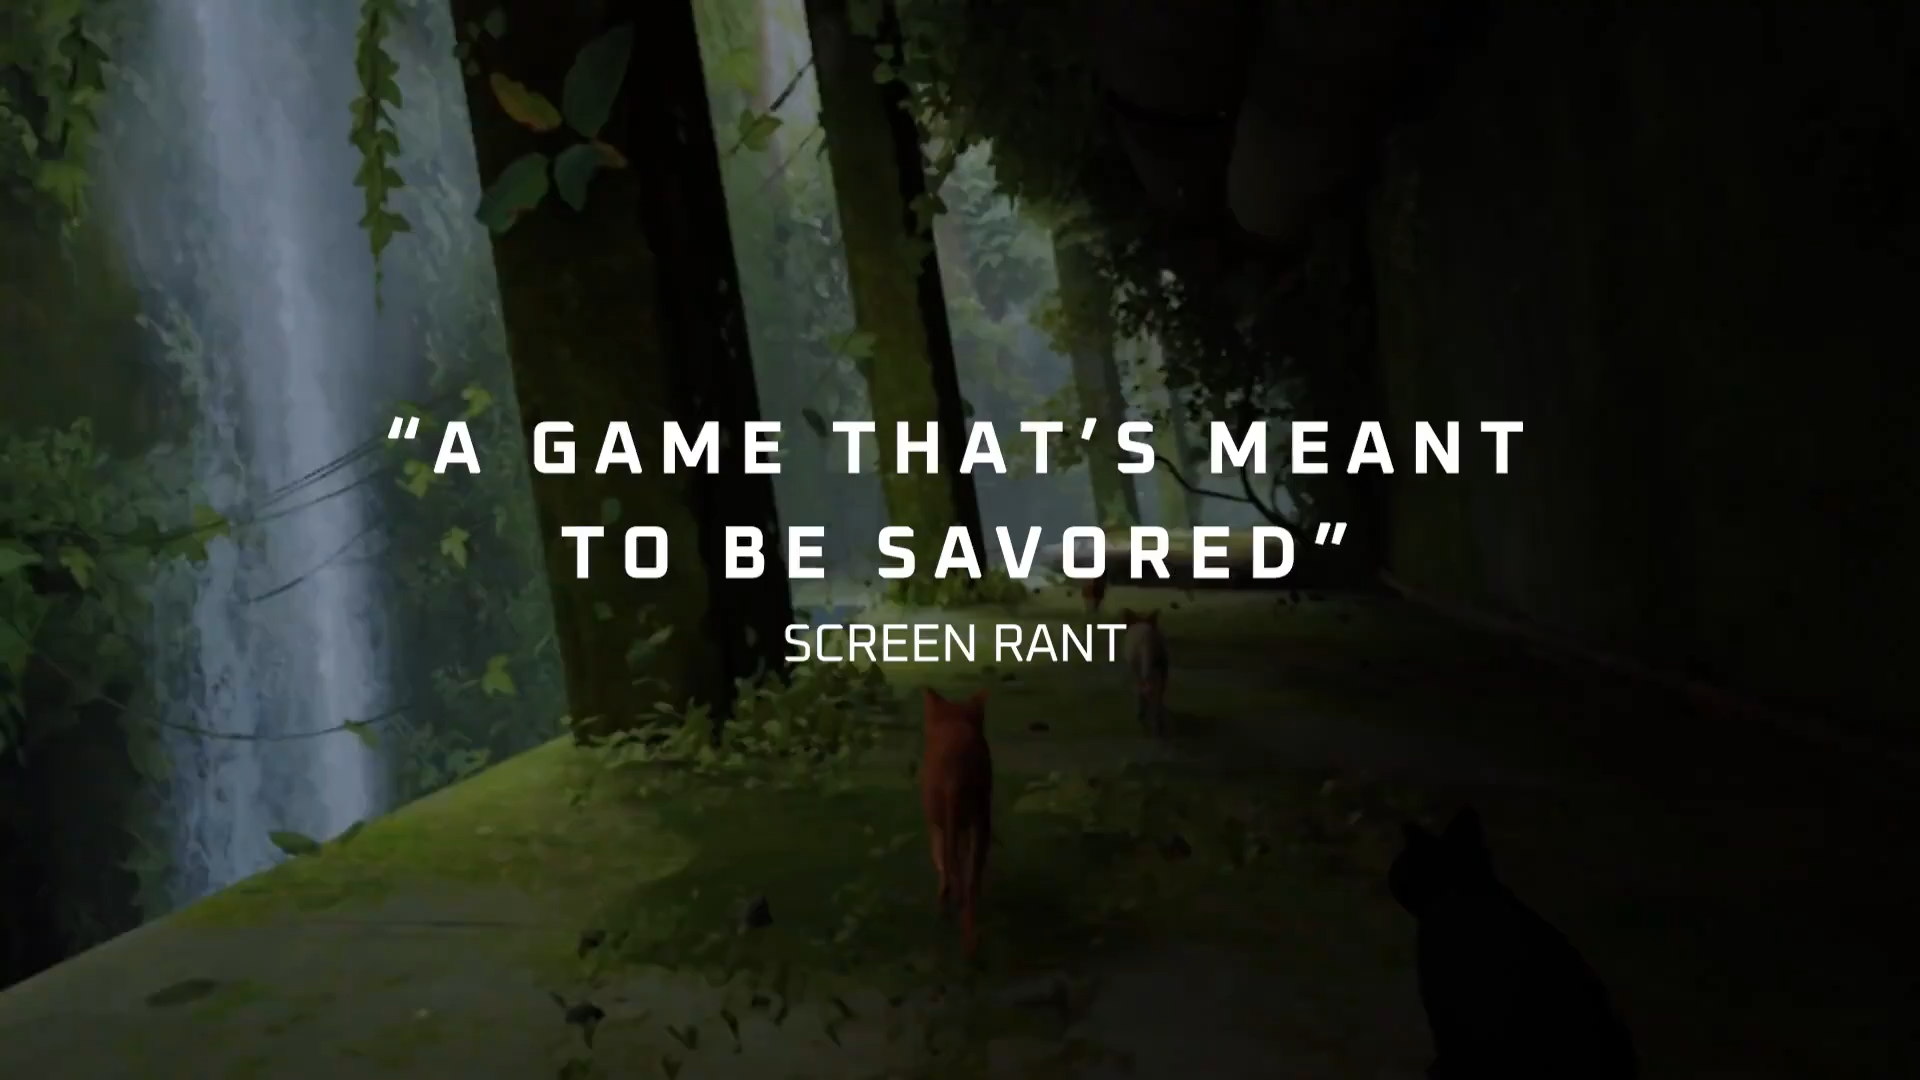 “A GAME THAT’S MEANT
TO BE SAVORED”
SCREEN RANT